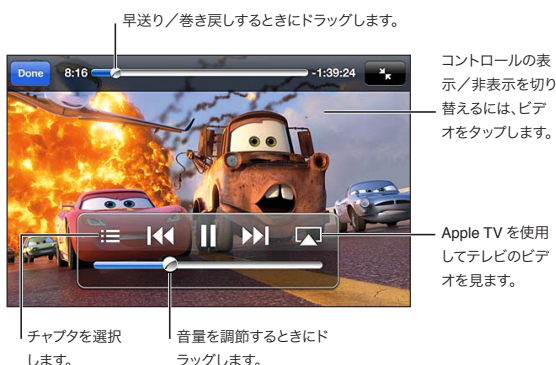 早送り／巻き戻しするときにドラッグします。
Done 8:16 -1:39:24
コントロールの表
示／非表示を切り
替えるには、ビデ
オをタップします。
Apple TV を使用
してテレビのビデ
オを見ます。
チャプタを選択
します。
音量を調節するときにド
ラッグします。